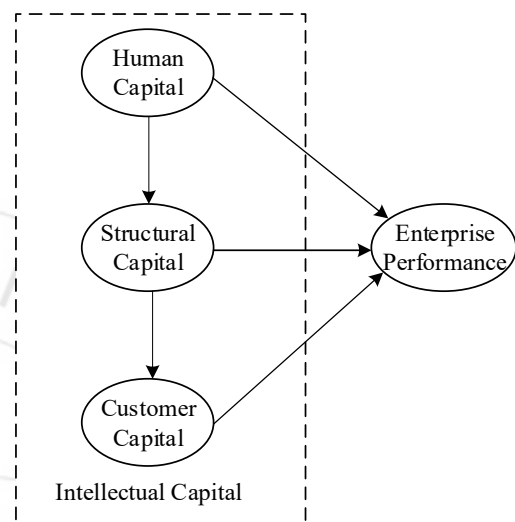 Human
Capital
Structural
Capital
Enterprise
Performance
Customer
Capital
Intellectual Capital